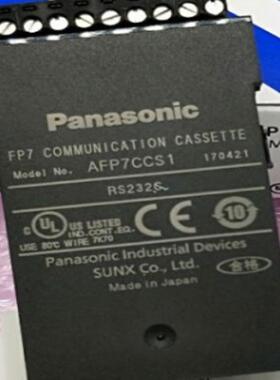 Panasonic
FP7 COMMUNICATION CASSETTE
Model No. AFP7CCS1 170421
RS232C
c UL US LISTED
IND.CONT.EQ.
USE 80℃ WIRE 7K70
10
Panasonic Industrial Devices
SUNX Co., Ltd.
Made in Japan
合格